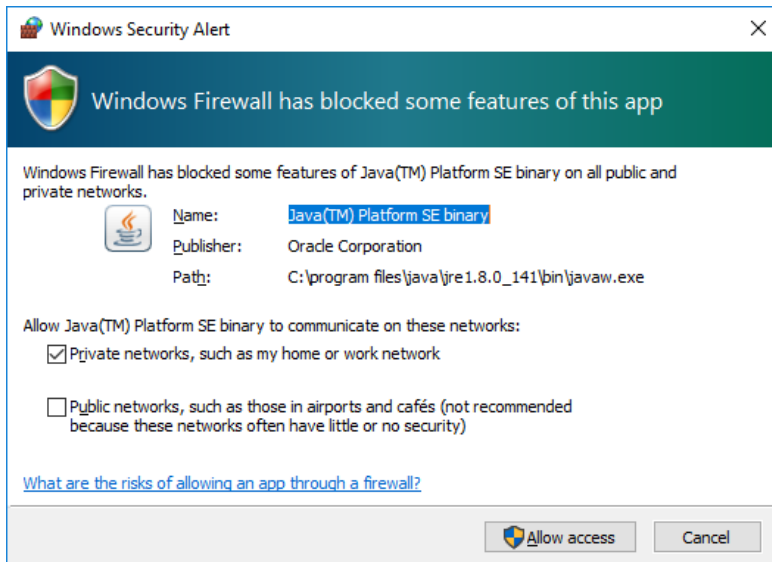 Windows Security Alert
Windows Firewall has blocked some features of this app
Windows Firewall has blocked some features of Java(TM) Platform SE binary on all public and
private networks.
Name: Java(TM) Platform SE binary
Publisher: Oracle Corporation
Path: C:\program files\java\jre1.8.0_141\bin\javaw.exe
Allow Java(TM) Platform SE binary to communicate on these networks:
Private networks, such as my home or work network
Public networks, such as those in airports and cafés (not recommended
because these networks often have little or no security)
What are the risks of allowing an app through a firewall?
Allow access Cancel